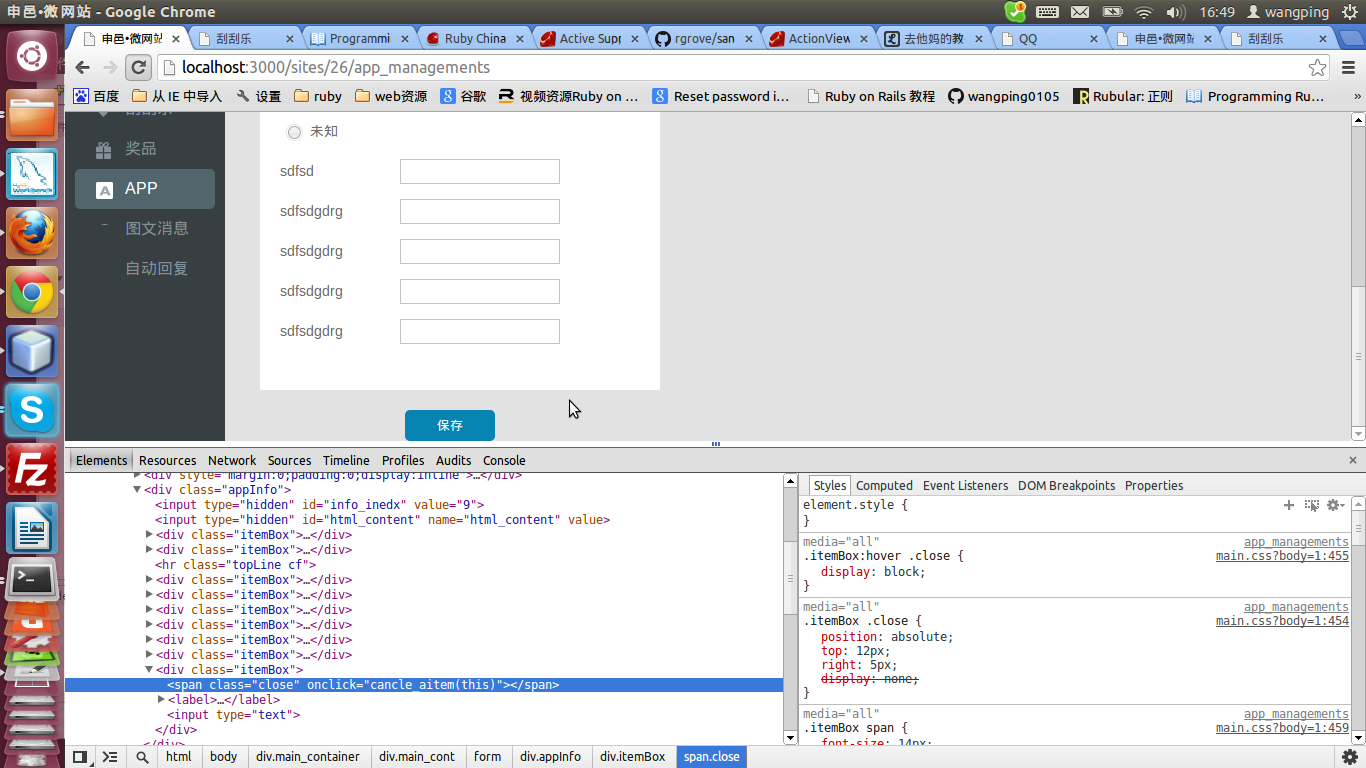 申邑•微网站 - Google Chrome
16:49 wangping
申邑•微网站 刮刮乐 Programmi Ruby China Active Supp rgrove/san ActionView 去他妈的教 QQ 申邑•微网站 刮刮乐
localhost:3000/sites/26/app_managements
百度 从 IE 中导入 设置 ruby web资源 谷歌 视频资源Ruby on … Reset password i… Ruby on Rails 教程 wangping0105 Rubular: 正则 Programming Ru… »
刮刮乐
奖品
APP
图文消息
自动回复
未知
sdfsd
sdfsdgdrg
sdfsdgdrg
sdfsdgdrg
sdfsdgdrg
保存
Elements Resources Network Sources Timeline Profiles Audits Console
<div style="margin:0;padding:0;display:inline">…</div>
<div class="appInfo">
<input type="hidden" id="info_inedx" value="9">
<input type="hidden" id="html_content" name="html_content" value>
<div class="itemBox">…</div>
<div class="itemBox">…</div>
<hr class="topLine cf">
<div class="itemBox">…</div>
<div class="itemBox">…</div>
<div class="itemBox">…</div>
<div class="itemBox">…</div>
<div class="itemBox">…</div>
<div class="itemBox">…</div>
<div class="itemBox">
<span class="close" onclick="cancle_aitem(this)"></span>
<label>…</label>
<input type="text">
</div>
</div>
Styles Computed Event Listeners DOM Breakpoints Properties
element.style {
}
media="all" app_managements
.itemBox:hover .close { main.css?body=1:455
display: block;
}
media="all" app_managements
.itemBox .close { main.css?body=1:454
position: absolute;
top: 12px;
right: 5px;
display: none;
}
media="all" app_managements
.itemBox span { main.css?body=1:459
font-size: 14px;
html body div.main_container div.main_cont form div.appInfo div.itemBox span.close